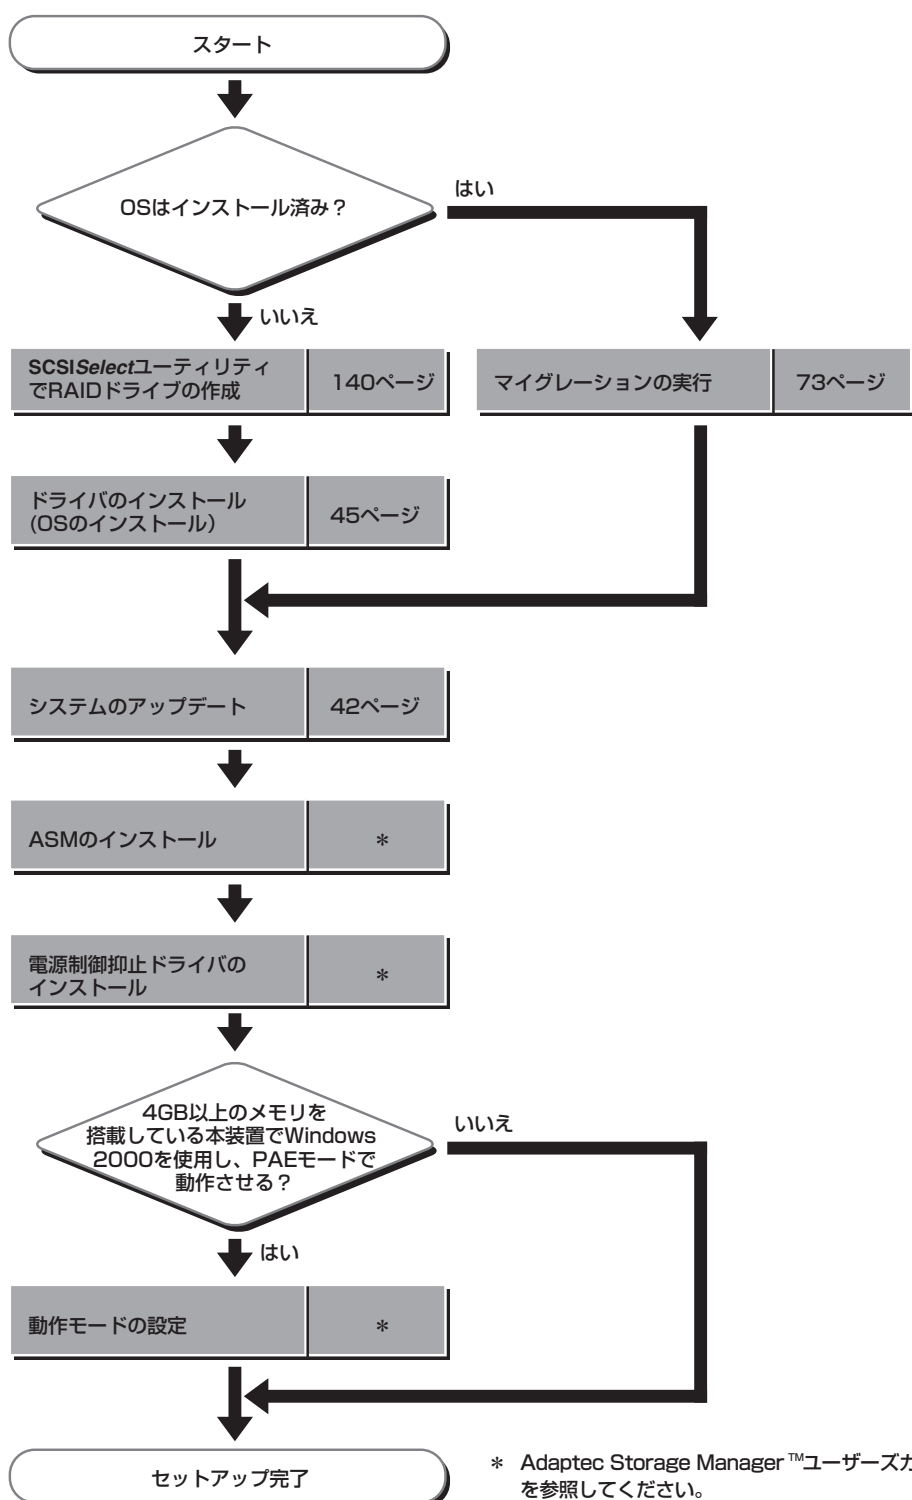 スタート
OSはインストール済み？
はい
いいえ
SCSISelectユーティリティ
でRAIDドライブの作成
140ページ
マイグレーションの実行
73ページ
ドライバのインストール
(OSのインストール）
45ページ
システムのアップデート
42ページ
ASMのインストール
＊
電源制御抑止ドライバの
インストール
＊
4GB以上のメモリを
搭載している本装置でWindows
2000を使用し、PAEモードで
動作させる？
いいえ
はい
動作モードの設定
＊
セットアップ完了
＊ Adaptec Storage Manager™ユーザーズガ
を参照してください。